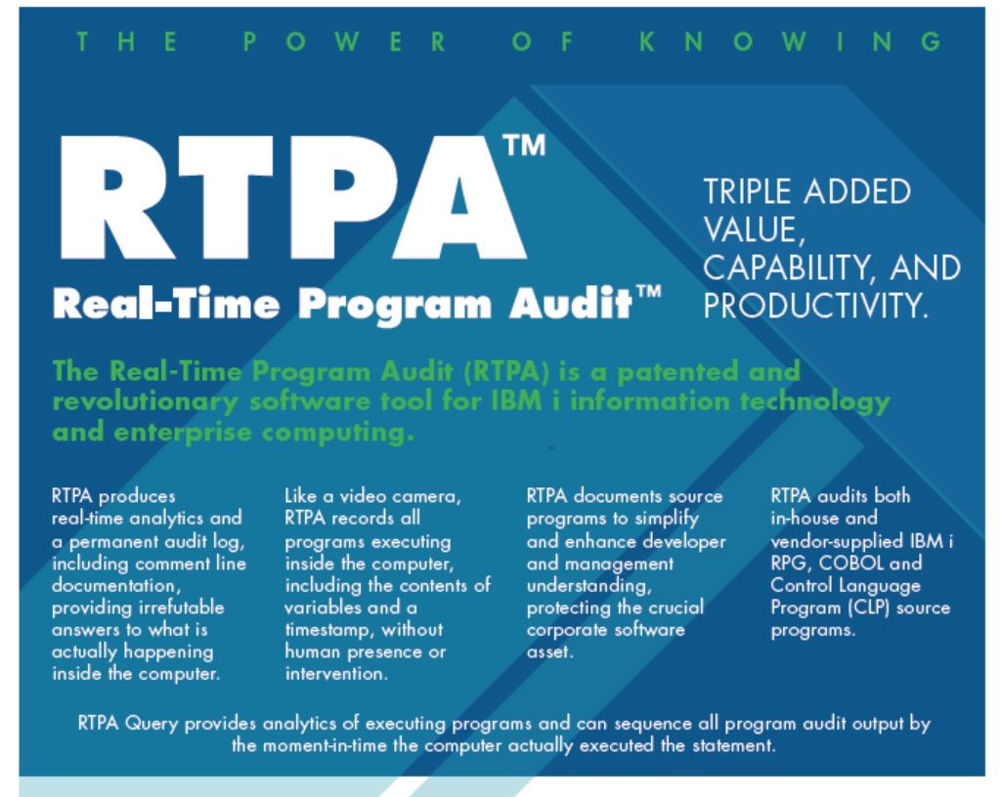 THE POWER OF KNOWING
RTPA™
Real-Time Program Audit™
TRIPLE ADDED
VALUE,
CAPABILITY, AND
PRODUCTIVITY.
The Real-Time Program Audit (RTPA) is a patented and
revolutionary software tool for IBM i information technology
and enterprise computing.
RTPA produces
real-time analytics and
a permanent audit log,
including comment line
documentation,
providing irrefutable
answers to what is
actually happening
inside the computer.
Like a video camera,
RTPA records all
programs executing
inside the computer,
including the contents of
variables and a
timestamp, without
human presence or
intervention.
RTPA documents source
programs to simplify
and enhance developer
and management
understanding,
protecting the crucial
corporate software
asset.
RTPA audits both
in-house and
vendor-supplied IBM i
RPG, COBOL and
Control Language
Program (CLP) source
programs.
RTPA Query provides analytics of executing programs and can sequence all program audit output by
the moment-in-time the computer actually executed the statement.